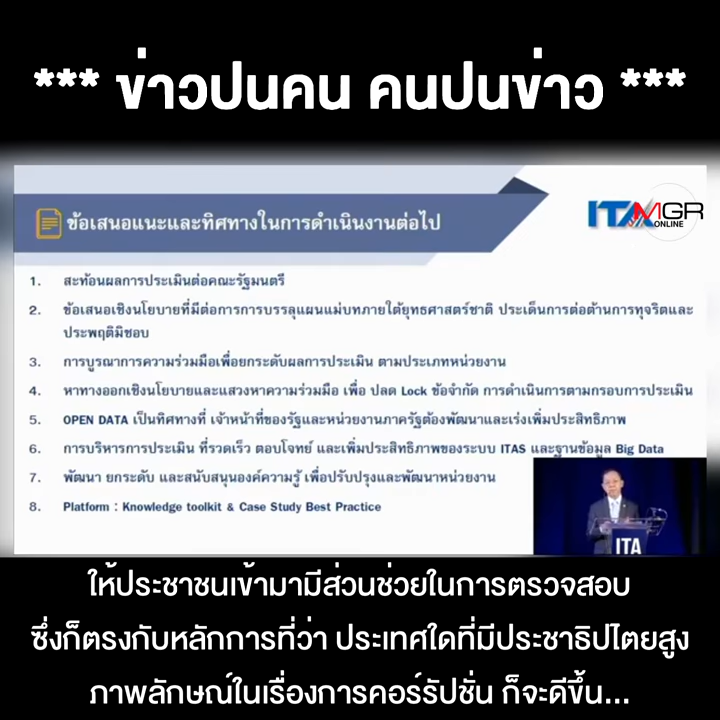 *** ข่าวปนคน คนปนข่าว ***
ข้อเสนอแนะและทิศทางในการดำเนินงานต่อไป
ITA MGR
ONLINE
1. สะท้อนผลการประเมินต่อคณะรัฐมนตรี
2. ข้อเสนอเชิงนโยบายที่มีต่อการการบรรลุแผนแม่บทภายใต้ยุทธศาสตร์ชาติ ประเด็นการต่อต้านการทุจริตและ
ประพฤติมิชอบ
3. การบูรณาการความร่วมมือเพื่อยกระดับผลการประเมิน ตามประเภทหน่วยงาน
4. หาทางออกเชิงนโยบายและแสวงหาความร่วมมือ เพื่อ ปลด Lock ข้อจำกัด การดำเนินการตามกรอบการประเมิน
5. OPEN DATA เป็นทิศทางที่ เจ้าหน้าที่ของรัฐและหน่วยงานภาครัฐต้องพัฒนาและเร่งเพิ่มประสิทธิภาพ
6. การบริหารการประเมิน ที่รวดเร็ว ตอบโจทย์ และเพิ่มประสิทธิภาพของระบบ ITAS และฐานข้อมูล Big Data
7. พัฒนา ยกระดับ และสนับสนุนองค์ความรู้ เพื่อปรับปรุงและพัฒนาหน่วยงาน
8. Platform : Knowledge toolkit & Case Study Best Practice
ITA
ให้ประชาชนเข้ามามีส่วนช่วยในการตรวจสอบ
ซึ่งก็ตรงกับหลักการที่ว่า ประเทศใดที่มีประชาธิปไตยสูง
ภาพลักษณ์ในเรื่องการคอร์รัปชั่น ก็จะดีขึ้น...